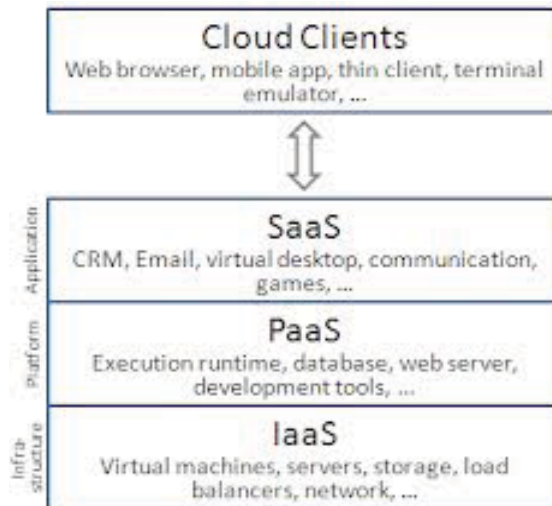 Cloud Clients
Web browser, mobile app, thin client, terminal
emulator, ...
Application
SaaS
CRM, Email, virtual desktop, communication,
games, ...
Platform
PaaS
Execution runtime, database, web server,
development tools, ...
Infra-
structure
IaaS
Virtual machines, servers, storage, load
balancers, network, ...